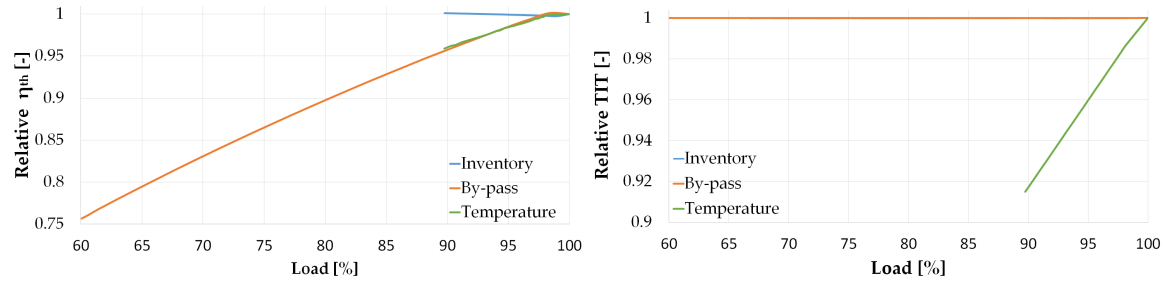 Relative ηth [-]
1
0.95
0.9
0.85
0.8
0.75
Inventory
By-pass
Temperature
60 65 70 75 80 85 90 95 100
Load [%]
Relative TIT [-]
1
0.98
0.96
0.94
0.92
0.9
Inventory
By-pass
Temperature
60 65 70 75 80 85 90 95 100
Load [%]